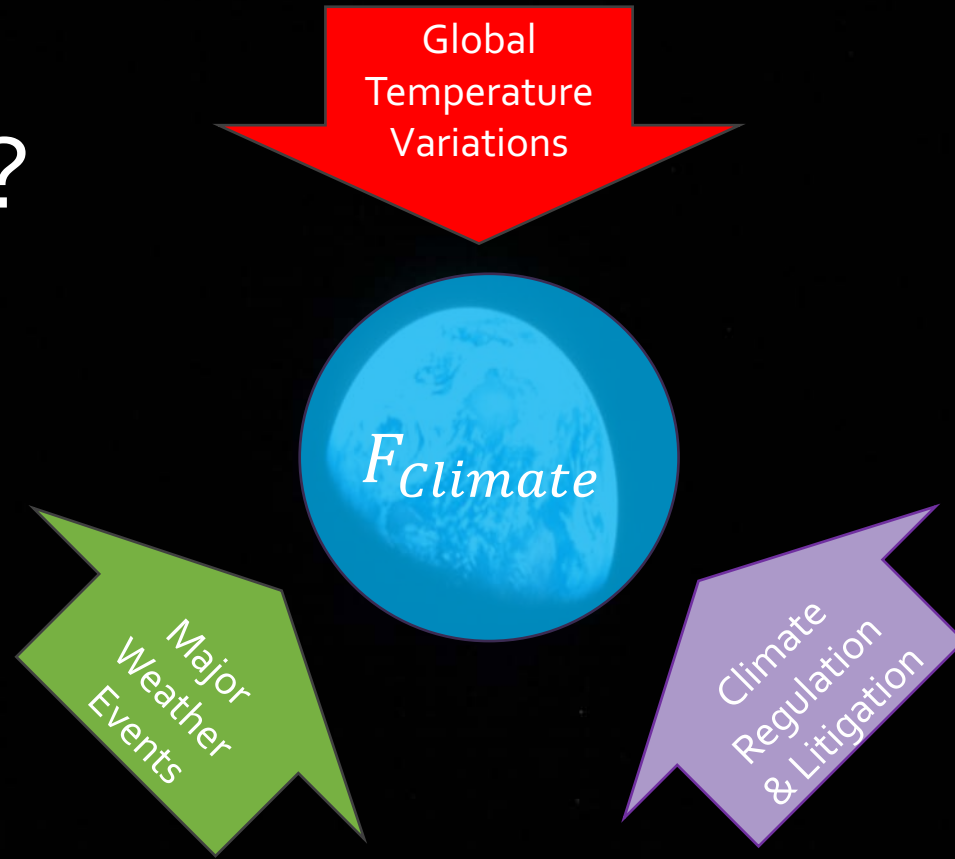 ?
Global
Temperature
Variations
F_Climate
Major
Weather
Events
Climate
Regulation
& Litigation